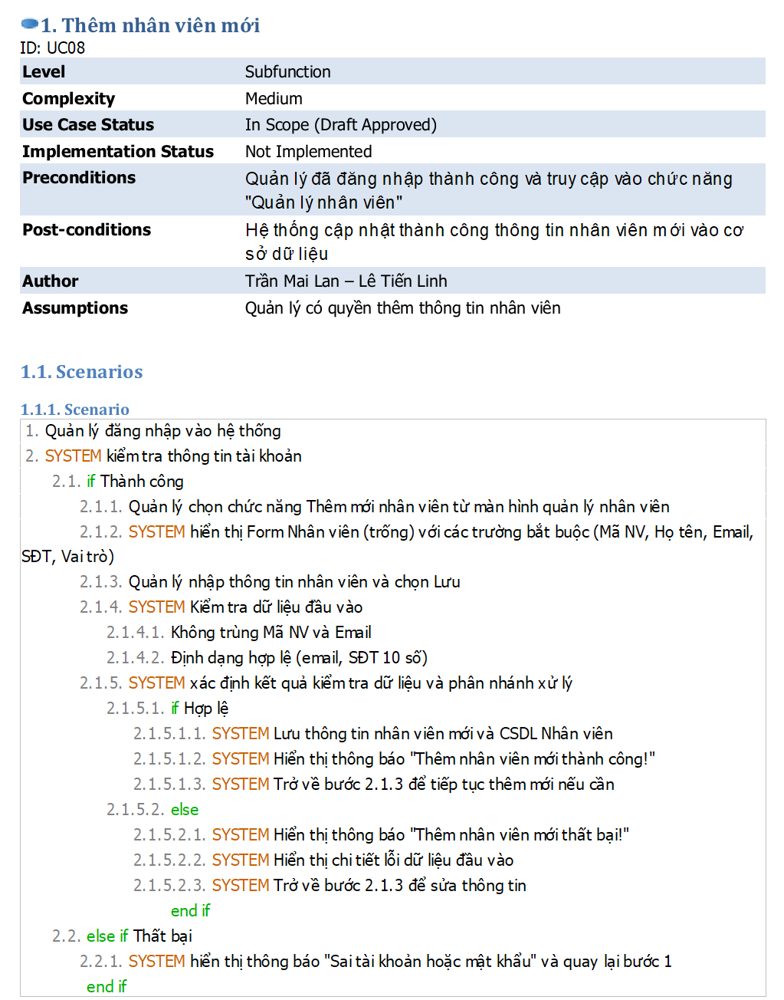 1. Thêm nhân viên mới
ID: UC08
Level Subfunction
Complexity Medium
Use Case Status In Scope (Draft Approved)
Implementation Status Not Implemented
Preconditions Quản lý đã đăng nhập thành công và truy cập vào chức năng
"Quản lý nhân viên"
Post-conditions Hệ thống cập nhật thành công thông tin nhân viên mới vào cơ
sở dữ liệu
Author Trần Mai Lan – Lê Tiến Linh
Assumptions Quản lý có quyền thêm thông tin nhân viên
1.1. Scenarios
1.1.1. Scenario
1. Quản lý đăng nhập vào hệ thống
2. SYSTEM kiểm tra thông tin tài khoản
2.1. if Thành công
2.1.1. Quản lý chọn chức năng Thêm mới nhân viên từ màn hình quản lý nhân viên
2.1.2. SYSTEM hiển thị Form Nhân viên (trống) với các trường bắt buộc (Mã NV, Họ tên, Email,
SĐT, Vai trò)
2.1.3. Quản lý nhập thông tin nhân viên và chọn Lưu
2.1.4. SYSTEM Kiểm tra dữ liệu đầu vào
2.1.4.1. Không trùng Mã NV và Email
2.1.4.2. Định dạng hợp lệ (email, SĐT 10 số)
2.1.5. SYSTEM xác định kết quả kiểm tra dữ liệu và phân nhánh xử lý
2.1.5.1. if Hợp lệ
2.1.5.1.1. SYSTEM Lưu thông tin nhân viên mới và CSDL Nhân viên
2.1.5.1.2. SYSTEM Hiển thị thông báo "Thêm nhân viên mới thành công!"
2.1.5.1.3. SYSTEM Trở về bước 2.1.3 để tiếp tục thêm mới nếu cần
2.1.5.2. else
2.1.5.2.1. SYSTEM Hiển thị thông báo "Thêm nhân viên mới thất bại!"
2.1.5.2.2. SYSTEM Hiển thị chi tiết lỗi dữ liệu đầu vào
2.1.5.2.3. SYSTEM Trở về bước 2.1.3 để sửa thông tin
end if
2.2. else if Thất bại
2.2.1. SYSTEM hiển thị thông báo "Sai tài khoản hoặc mật khẩu" và quay lại bước 1
end if